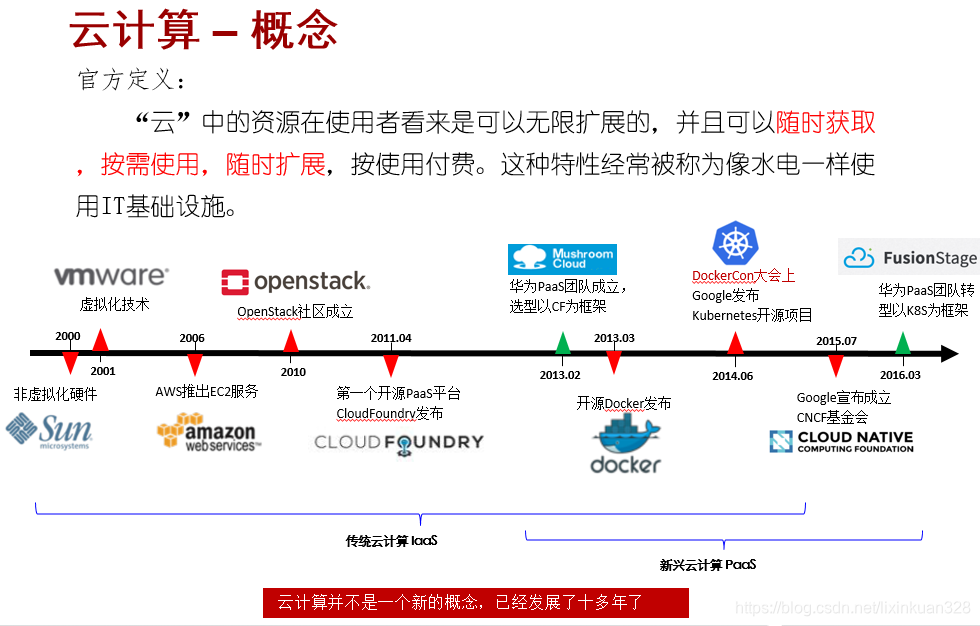 云计算 – 概念
官方定义：
“云”中的资源在使用者看来是可以无限扩展的，并且可以随时获取
，按需使用，随时扩展，按使用付费。这种特性经常被称为像水电一样使
用IT基础设施。
vmware®
虚拟化技术
openstack.
OpenStack社区成立
Mushroom
Cloud
华为PaaS团队成立，
选型以CF为框架
DockerCon大会上
Google发布
Kubernetes开源项目
FusionStage
华为PaaS团队转
型以K8S为框架
2000
2006
2011.04
2013.03
2015.07
2001
2010
2013.02
2014.06
2016.03
非虚拟化硬件
Sun
microsystems
AWS推出EC2服务
amazon
web services™
第一个开源PaaS平台
CloudFoundry发布
CLOUD FOUNDRY
开源Docker发布
docker
Google宣布成立
CNCF基金会
CLOUD NATIVE
COMPUTING FOUNDATION
传统云计算 IaaS
新兴云计算 PaaS
云计算并不是一个新的概念，已经发展了十多年了
https://blog.csdn.net/lixinkuan328